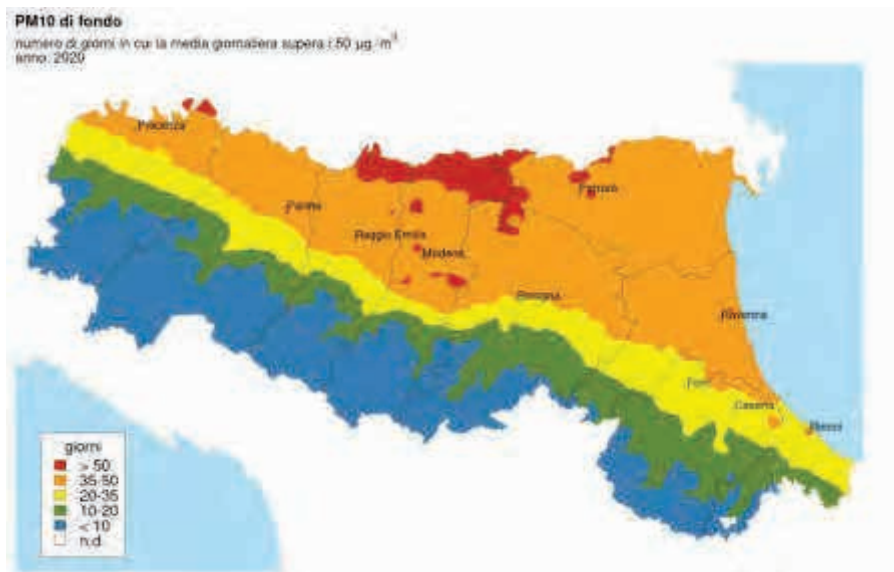 PM10 di fondo
numero di giorni in cui la media giornaliera supera i 50 µg/m³
anno: 2020
Piacenza
Ferrara
Parma
Reggio Emilia
Modena
Bologna
Ravenna
Forlì
Cesena
Rimini
giorni
> 50
35-50
20-35
10-20
< 10
n.d